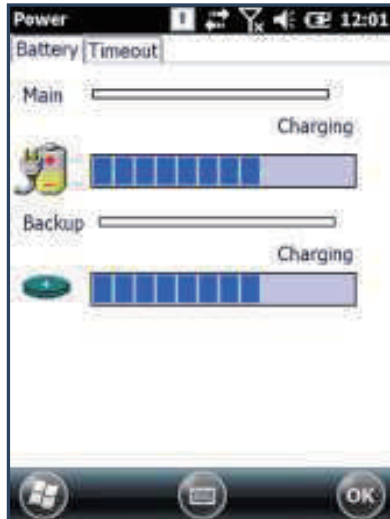 Power 12:01
Battery Timeout
Main
Charging
Backup
Charging
OK